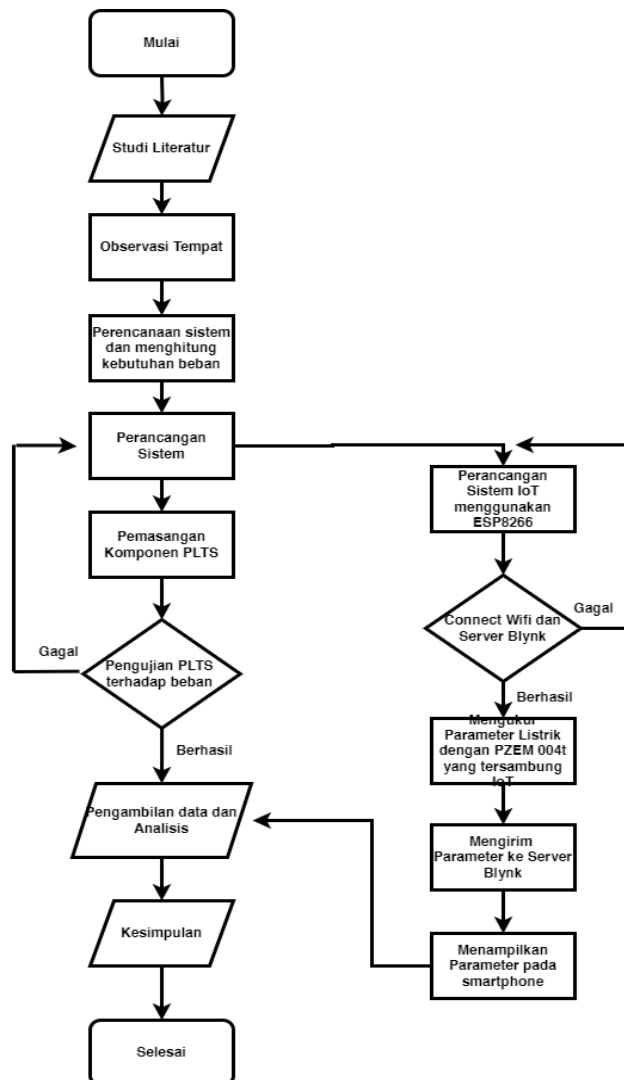 Mulai
Studi Literatur
Observasi Tempat
Perencanaan sistem
dan menghitung
kebutuhan beban
Perancangan
Sistem
Pemasangan
Komponen PLTS
Gagal
Pengujian PLTS
terhadap beban
Berhasil
Pengambilan data dan
Analisis
Kesimpulan
Selesai
Perancangan
Sistem IoT
menggunakan
ESP8266
Connect Wifi dan
Server Blynk
Gagal
Berhasil
Mengukur
Parameter Listrik
dengan PZEM 004t
yang tersambung
IoT
Mengirim
Parameter ke Server
Blynk
Menampilkan
Parameter pada
smartphone